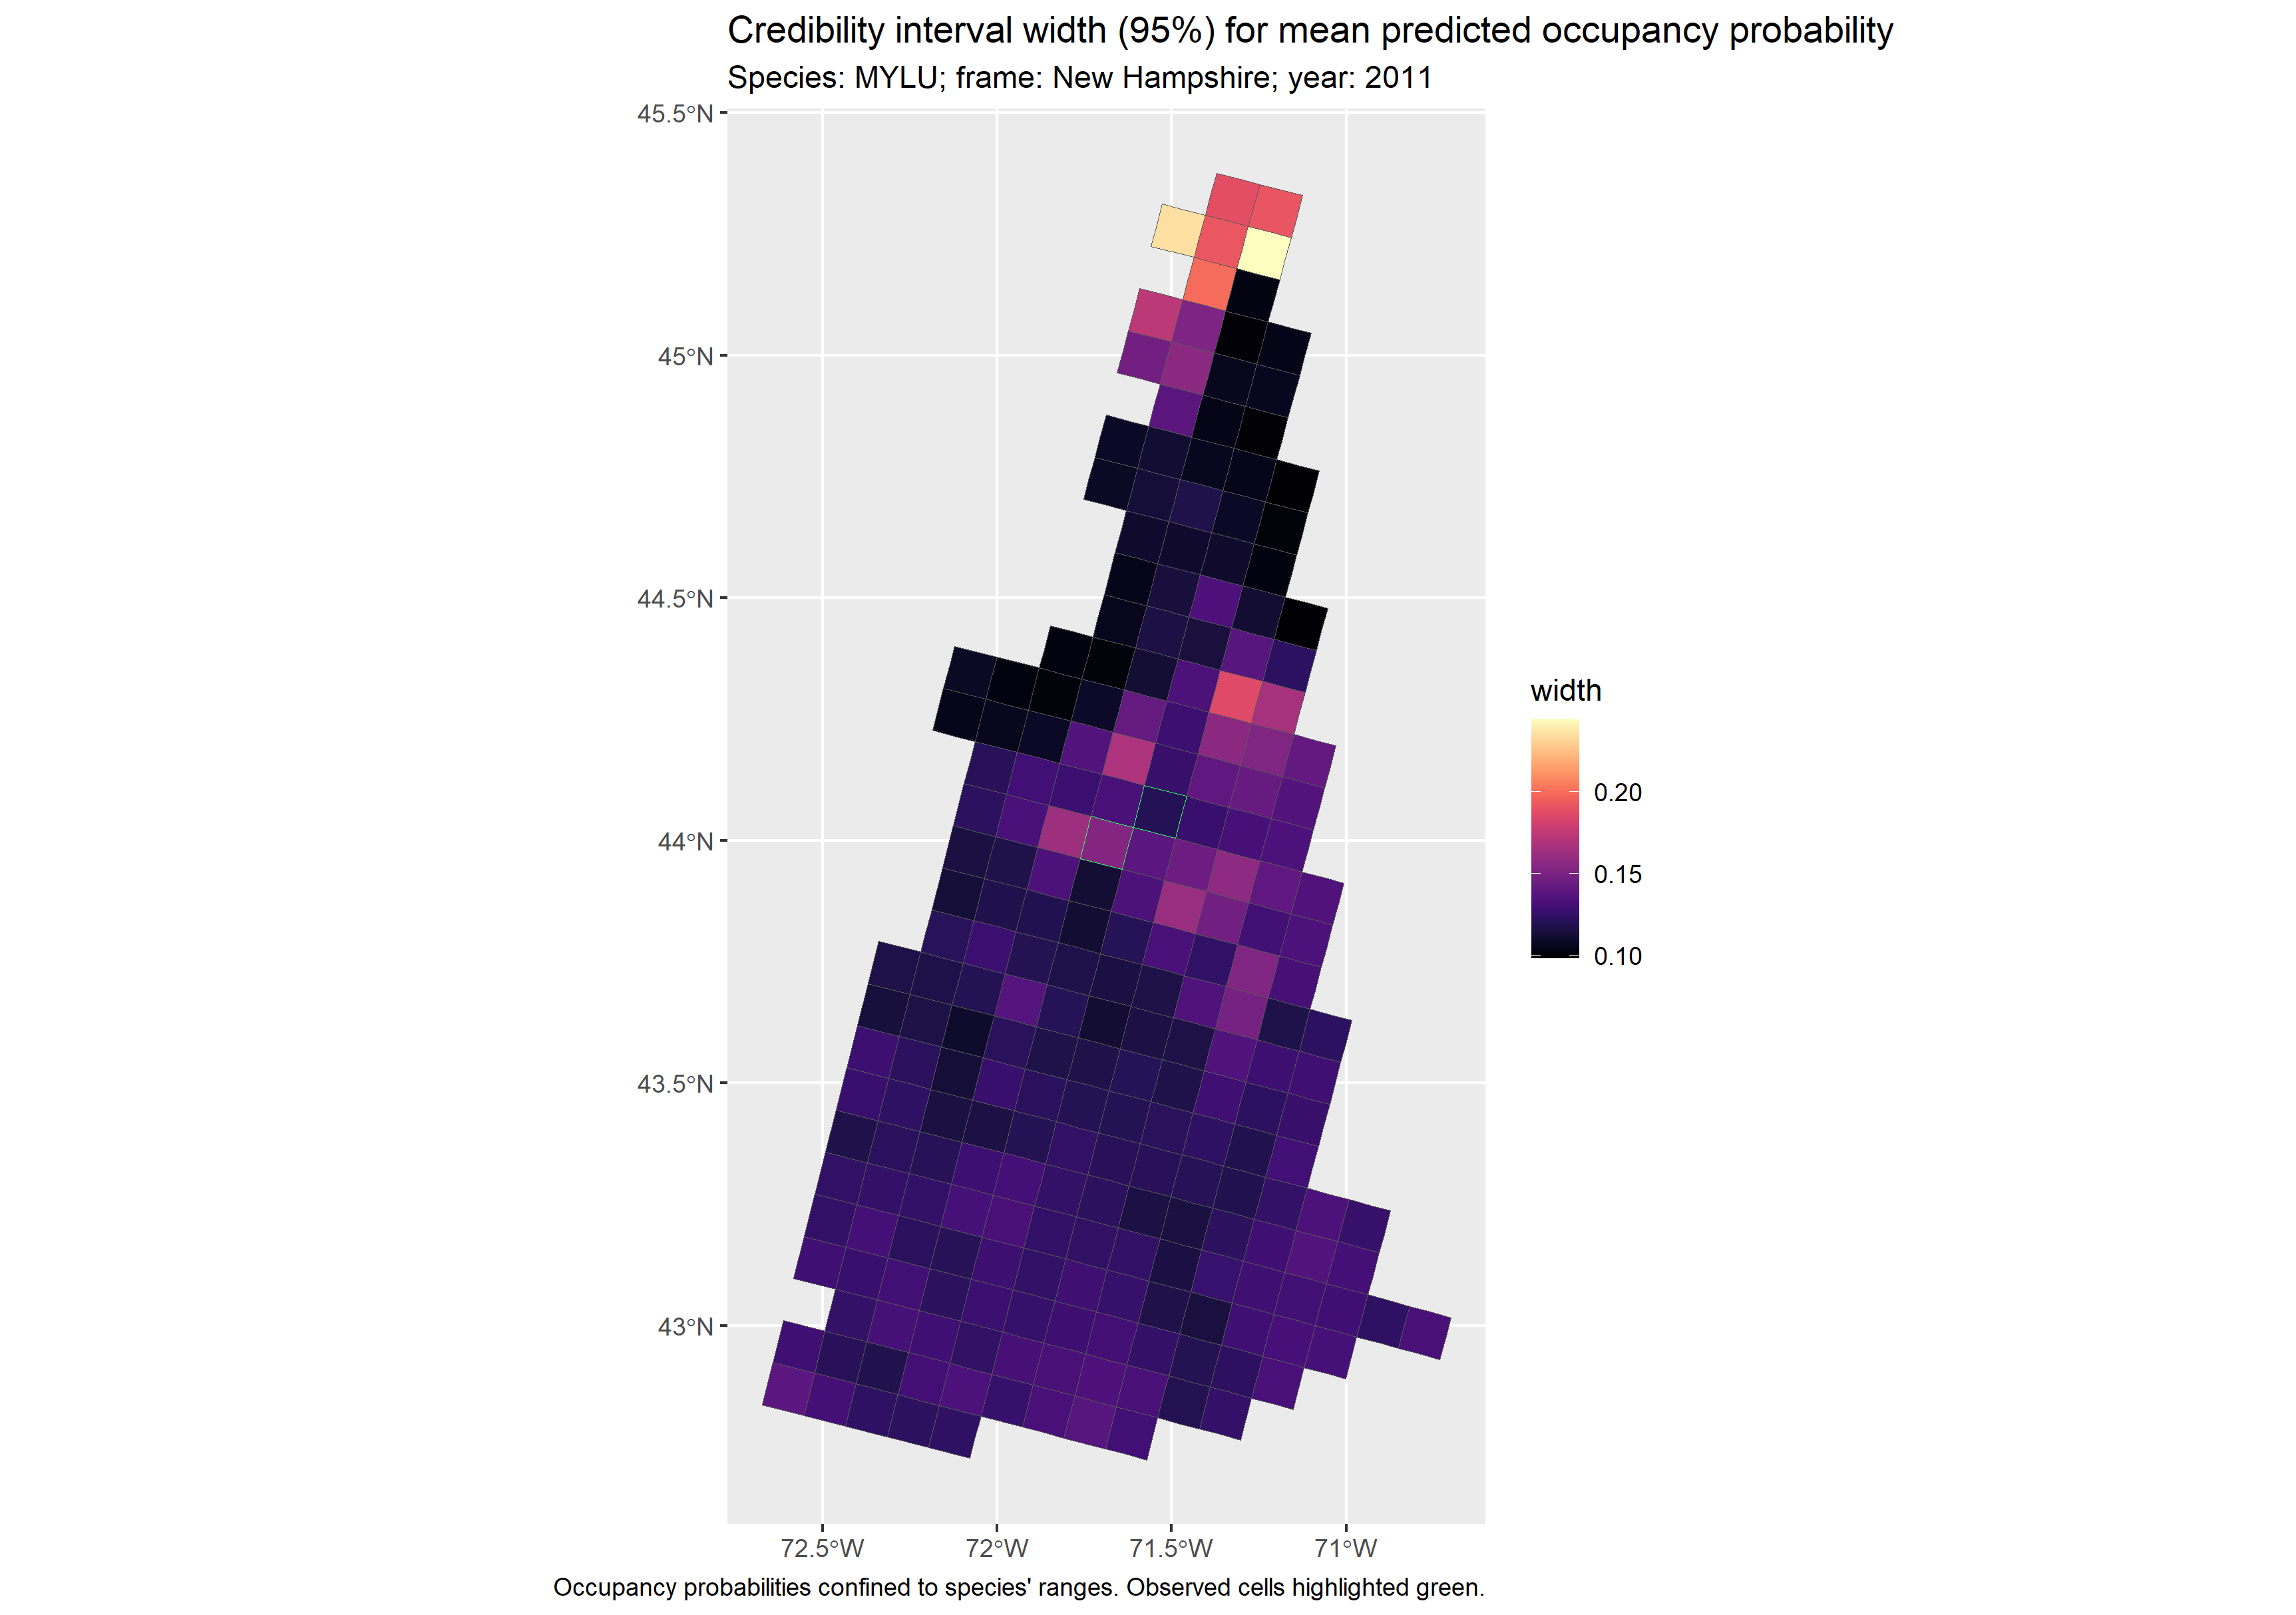 Credibility interval width (95%) for mean predicted occupancy probability
Species: MYLU; frame: New Hampshire; year: 2011
45.5°N
45°N
44.5°N
44°N
43.5°N
43°N
72.5°W
72°W
71.5°W
71°W
width
0.20
0.15
0.10
Occupancy probabilities confined to species' ranges. Observed cells highlighted green.